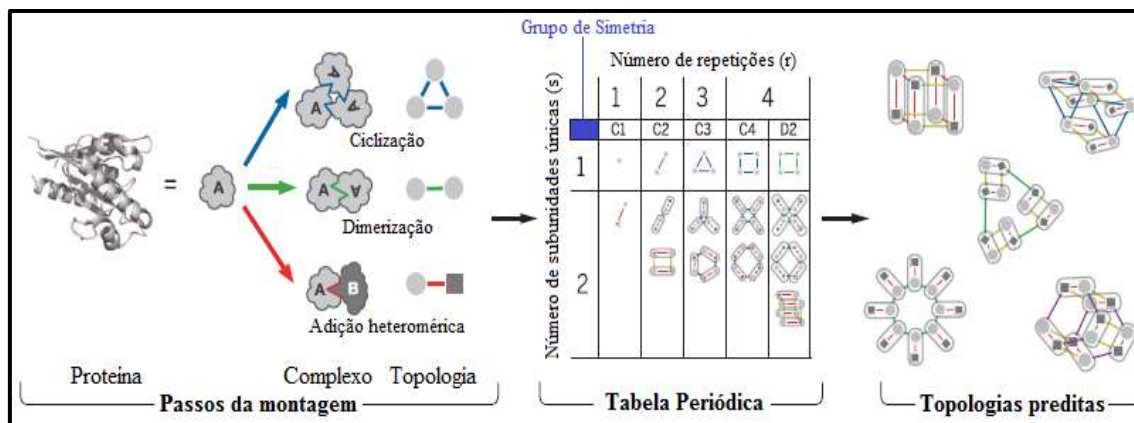 Grupo de Simetria
Número de repetições (r)
Número de subunidades únicas (s)
1 2 3 4
C1 C2 C3 C4 D2
1
2
A
=
A
A A A
Ciclização
A A
Dimerização
A B
Adição heteromérica
Proteína
Complexo
Topologia
Passos da montagem
Tabela Periódica
Topologias preditas